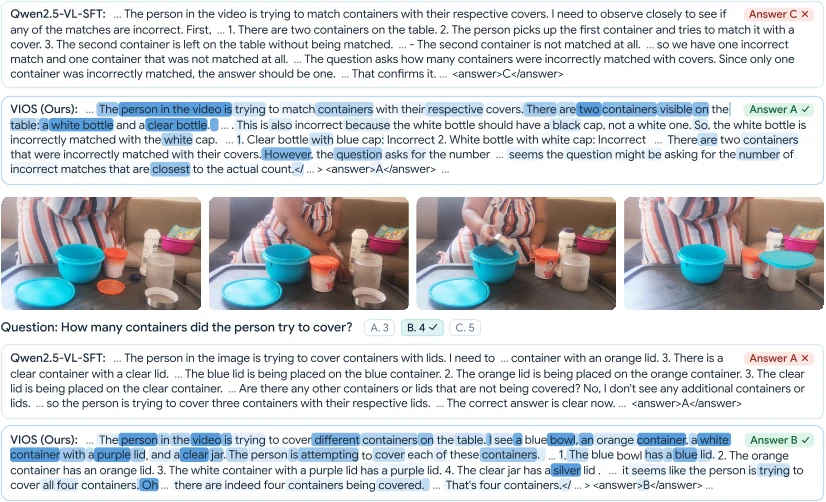 Qwen2.5-VL-SFT: ... The person in the video is trying to match containers with their respective covers. I need to observe closely to see if Answer C ✕
any of the matches are incorrect. First, ... 1. There are two containers on the table. 2. The person picks up the first container and tries to match it with a
cover. 3. The second container is left on the table without being matched. ... - The second container is not matched at all. ... so we have one incorrect
match and one container that was not matched at all. ... The question asks how many containers were incorrectly matched with covers. Since only one
container was incorrectly matched, the answer should be one. ... That confirms it. ... <answer>C</answer>
VIOS (Ours): ... The person in the video is trying to match containers with their respective covers. There are two containers visible on the Answer A ✓
table: a white bottle and a clear bottle. ... . This is also incorrect because the white bottle should have a black cap, not a white one. So, the white bottle is
incorrectly matched with the white cap. ... 1. Clear bottle with blue cap: Incorrect 2. White bottle with white cap: Incorrect ... There are two containers
that were incorrectly matched with their covers. However, the question asks for the number ... seems the question might be asking for the number of
incorrect matches that are closest to the actual count.</ ... > <answer>A</answer> ...
Question: How many containers did the person try to cover? A. 3 B. 4 ✓ C. 5
Qwen2.5-VL-SFT: ... The person in the image is trying to cover containers with lids. I need to ... container with an orange lid. 3. There is a Answer A ✕
clear container with a clear lid. ... The blue lid is being placed on the blue container. 2. The orange lid is being placed on the orange container. 3. The clear
lid is being placed on the clear container. ... Are there any other containers or lids that are not being covered? No, I don't see any additional containers or
lids. ... so the person is trying to cover three containers with their respective lids. ... The correct answer is clear now. ... <answer>A</answer>
VIOS (Ours): ... The person in the video is trying to cover different containers on the table. I see a blue bowl, an orange container, a white Answer B ✓
container with a purple lid, and a clear jar. The person is attempting to cover each of these containers. ... 1. The blue bowl has a blue lid. 2. The orange
container has an orange lid. 3. The white container with a purple lid has a purple lid. 4. The clear jar has a silver lid . ... it seems like the person is trying to
cover all four containers. Oh ... there are indeed four containers being covered. ... That's four containers.</ ... > <answer>B</answer> ...